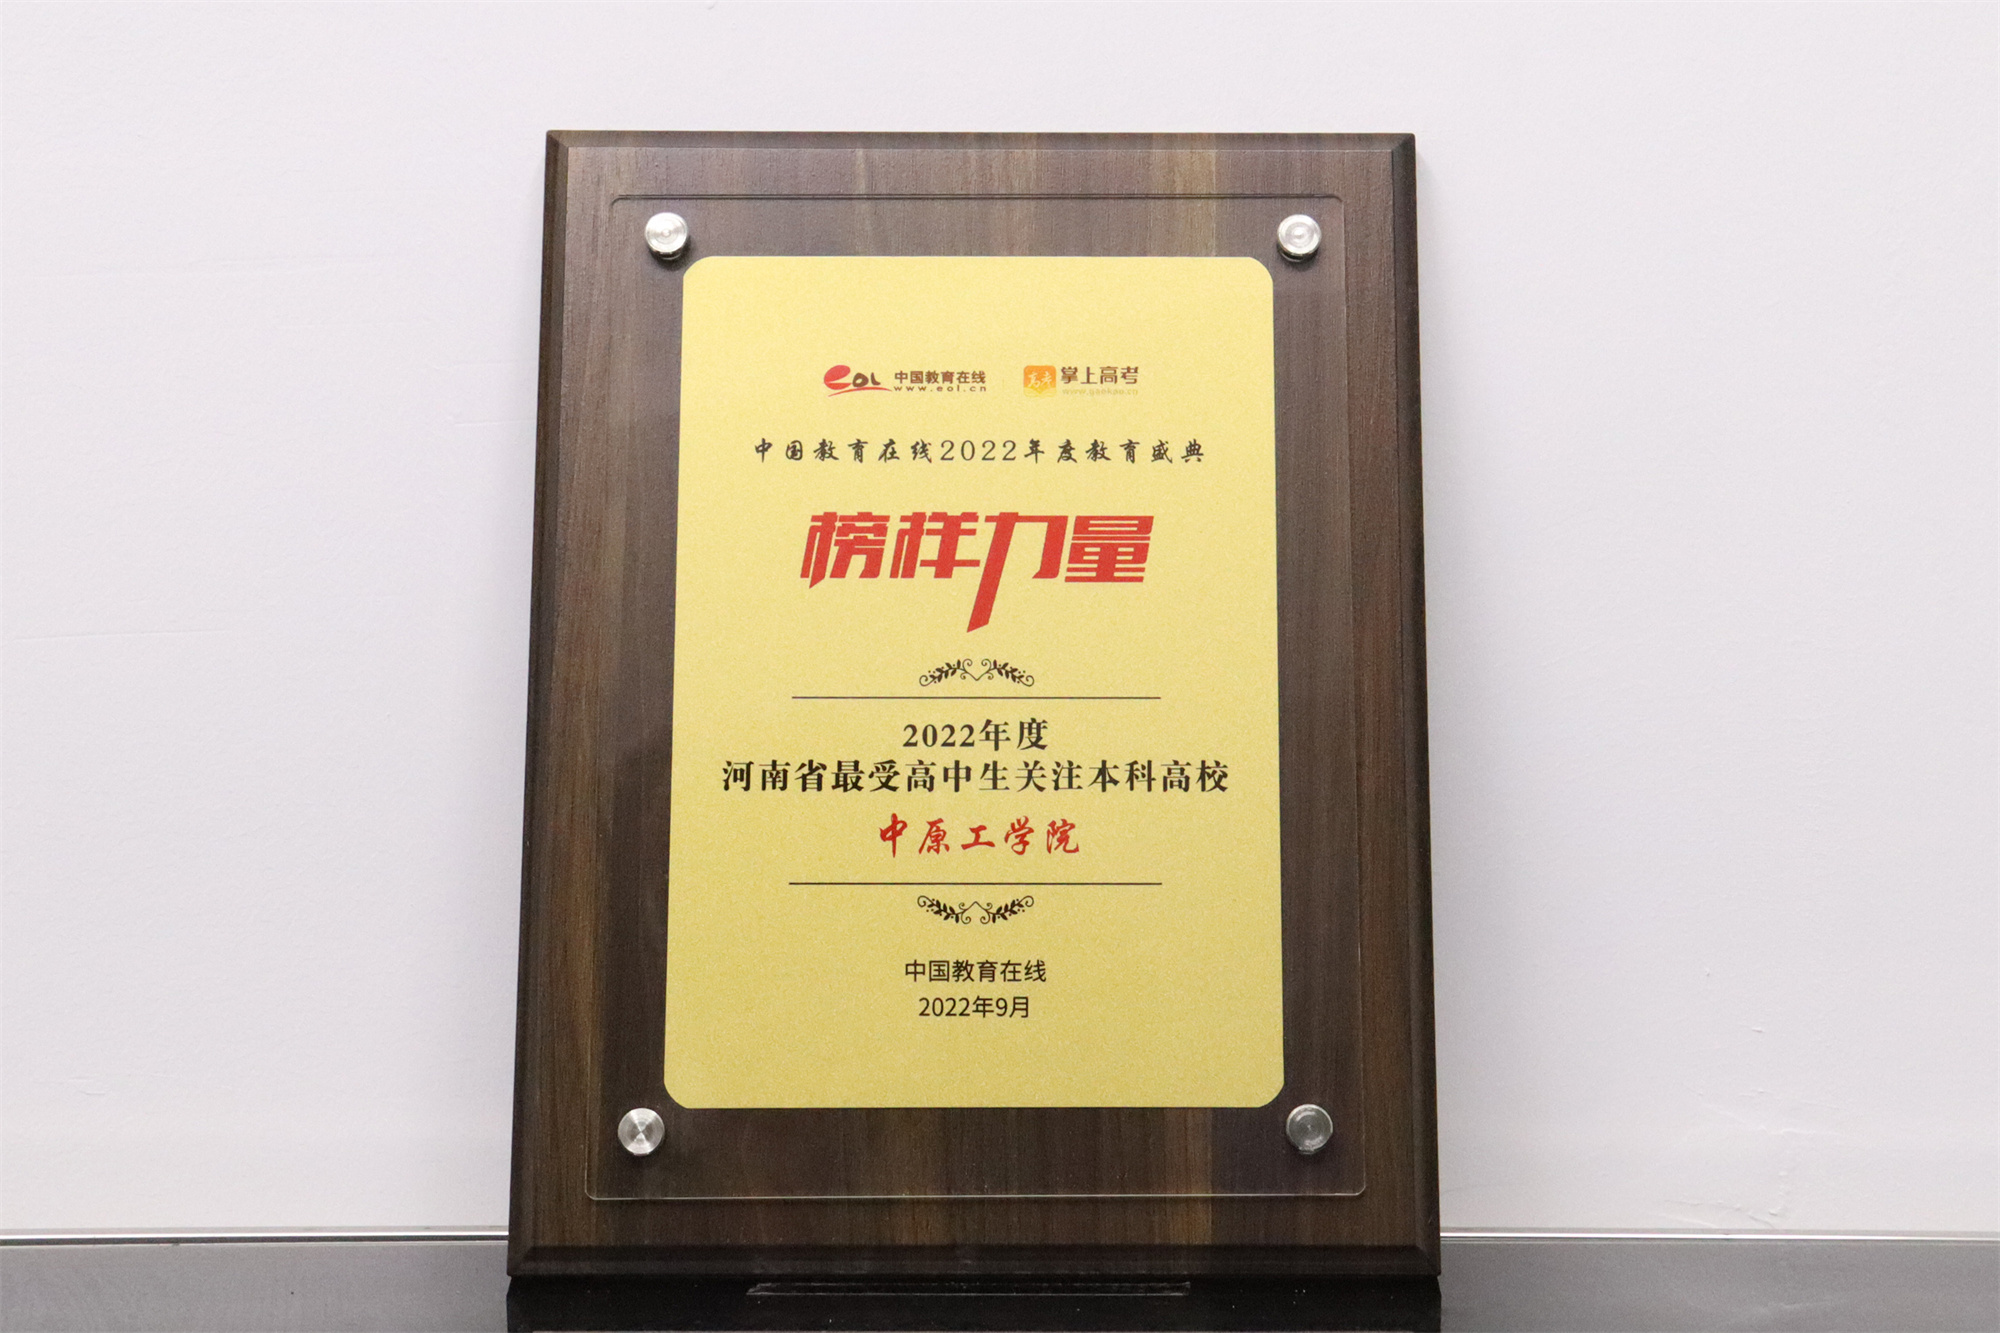 eol 中国教育在线 掌上高考
www.eol.cn www.gaokao.cn
中国教育在线2022年度教育盛典
榜样力量
2022年度
河南省最受高中生关注本科高校
中原工学院
中国教育在线
2022年9月